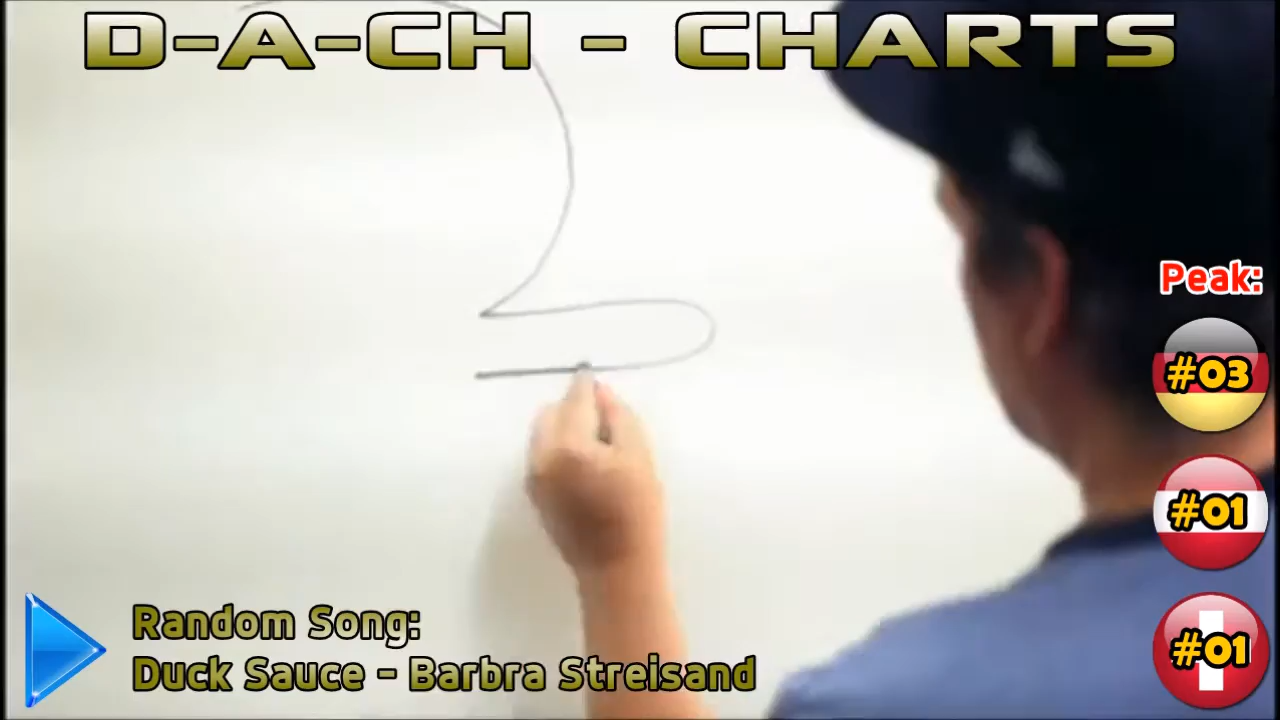 D-A-CH - CHARTS
Peak:
#03
#01
#01
Random Song:
Duck Sauce - Barbra Streisand